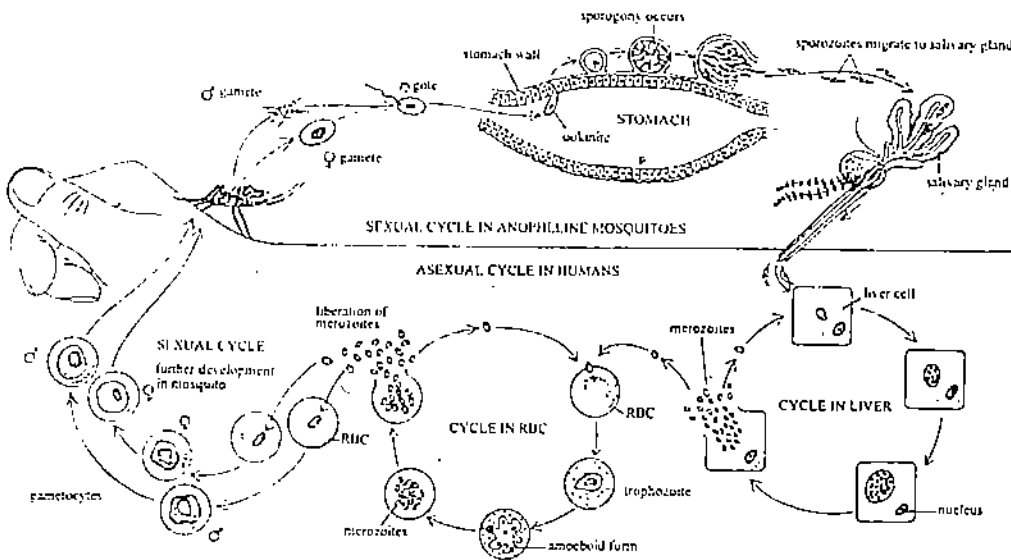 sporogony occurs
stomach wall
sporozoites migrate to salivary gland
♂ gamete
♀ gamete
STOMACH
salivary gland
SEXUAL CYCLE IN ANOPHELINE MOSQUITOES
ASEXUAL CYCLE IN HUMANS
liver cell
liberation of
merozoites
merozoites
♂
SEXUAL CYCLE
further development
in mosquito
♀
RBC
CYCLE IN RBC
RBC
CYCLE IN LIVER
♀
gametocytes
♂
merozoites
trophozoite
amoeboid form
nucleus